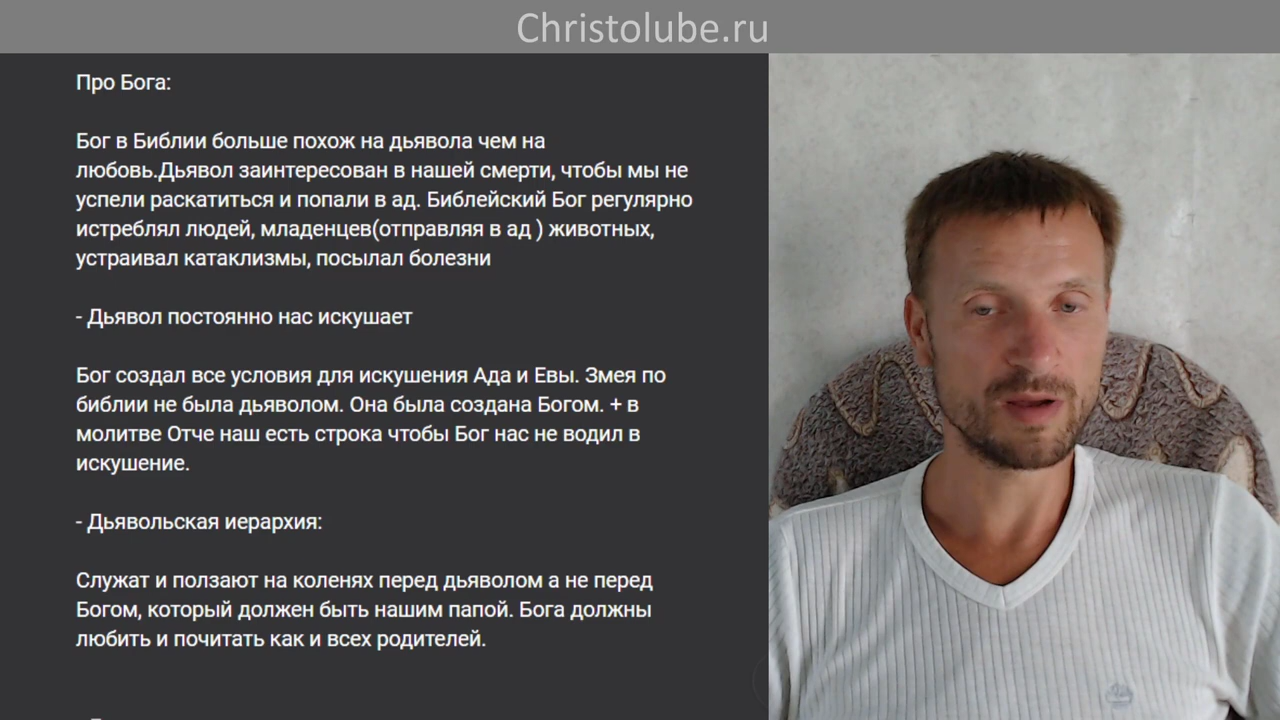 Christolube.ru
Про Бога:
Бог в Библии больше похож на дьявола чем на
любовь.Дьявол заинтересован в нашей смерти, чтобы мы не
успели раскатиться и попали в ад. Библейский Бог регулярно
истреблял людей, младенцев(отправляя в ад ) животных,
устраивал катаклизмы, посылал болезни
- Дьявол постоянно нас искушает
Бог создал все условия для искушения Ада и Евы. Змея по
библии не была дьяволом. Она была создана Богом. + в
молитве Отче наш есть строка чтобы Бог нас не водил в
искушение.
- Дьявольская иерархия:
Служат и ползают на коленях перед дьяволом а не перед
Богом, который должен быть нашим папой. Бога должны
любить и почитать как и всех родителей.